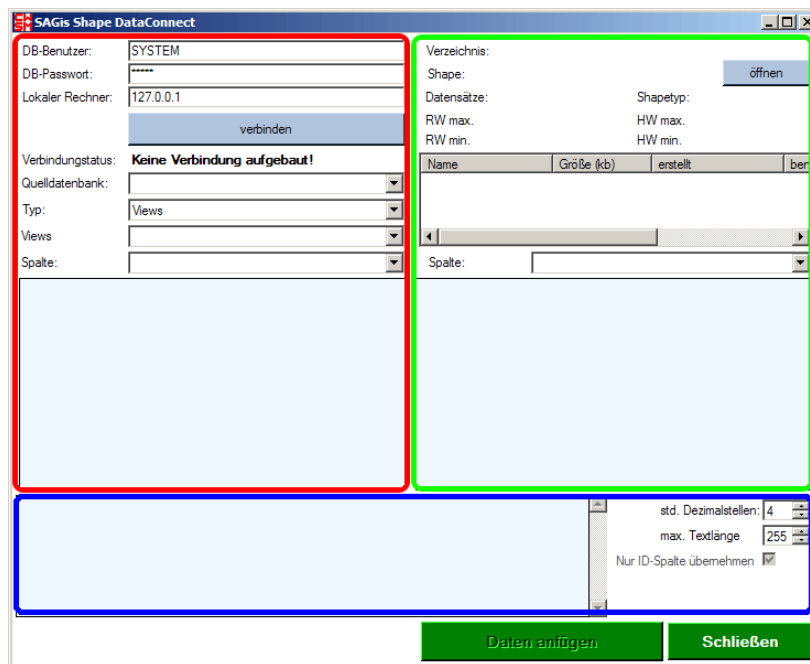 SAGis Shape DataConnect
DB-Benutzer: SYSTEM
DB-Passwort: *****
Lokaler Rechner: 127.0.0.1
verbinden
Verbindungstatus: Keine Verbindung aufgebaut!
Quelldatenbank:
Typ: Views
Views
Spalte:
Verzeichnis:
Shape: öffnen
Datensätze: Shapetyp:
RW max. HW max.
RW min. HW min.
Name Größe (kb) erstellt ber
Spalte:
std. Dezimalstellen: 4
max. Textlänge 255
Nur ID-Spalte übernehmen
Daten anfügen Schließen